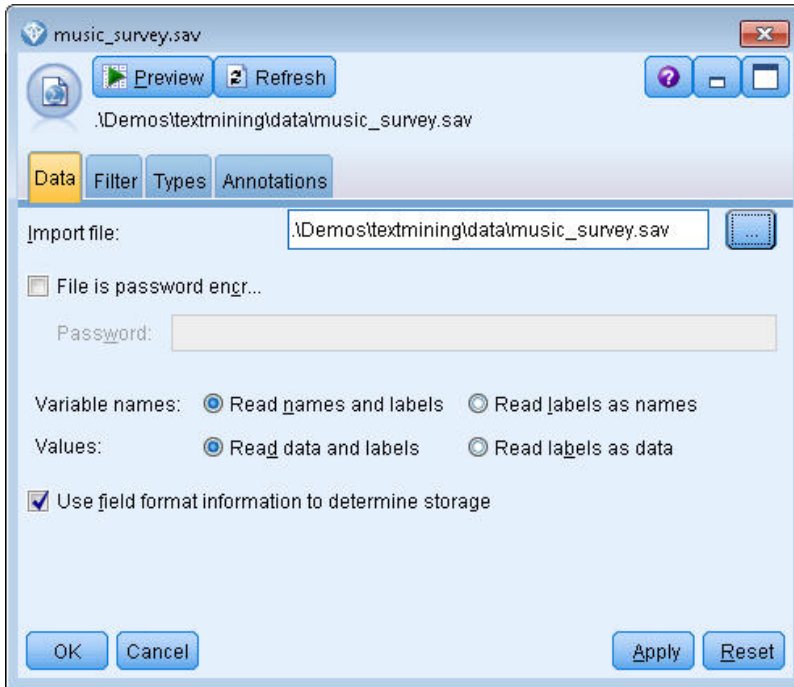 music_survey.sav
Preview Refresh
.\Demos\textmining\data\music_survey.sav
Data Filter Types Annotations
Import file: .\Demos\textmining\data\music_survey.sav ...
File is password encr...
Password:
Variable names: Read names and labels Read labels as names
Values: Read data and labels Read labels as data
Use field format information to determine storage
OK Cancel Apply Reset